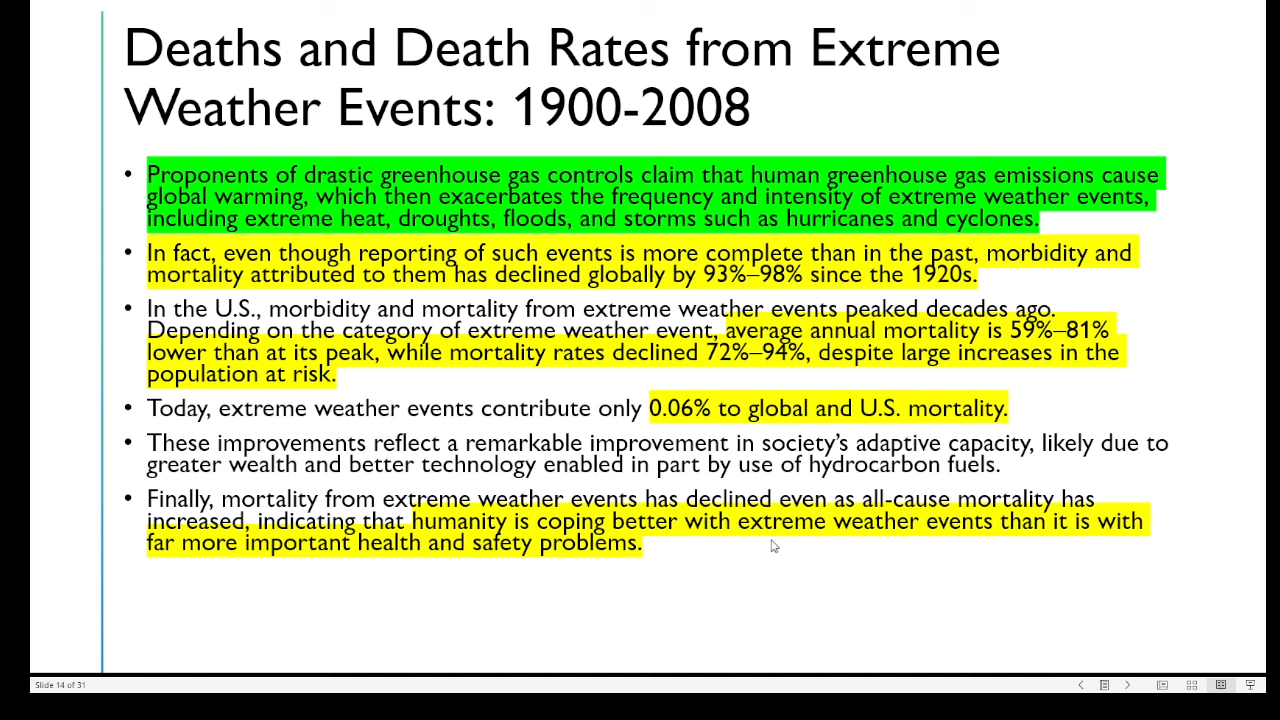 Deaths and Death Rates from Extreme
Weather Events: 1900-2008
• Proponents of drastic greenhouse gas controls claim that human greenhouse gas emissions cause
global warming, which then exacerbates the frequency and intensity of extreme weather events,
including extreme heat, droughts, floods, and storms such as hurricanes and cyclones.
• In fact, even though reporting of such events is more complete than in the past, morbidity and
mortality attributed to them has declined globally by 93%–98% since the 1920s.
• In the U.S., morbidity and mortality from extreme weather events peaked decades ago.
Depending on the category of extreme weather event, average annual mortality is 59%–81%
lower than at its peak, while mortality rates declined 72%–94%, despite large increases in the
population at risk.
• Today, extreme weather events contribute only 0.06% to global and U.S. mortality.
• These improvements reflect a remarkable improvement in society’s adaptive capacity, likely due to
greater wealth and better technology enabled in part by use of hydrocarbon fuels.
• Finally, mortality from extreme weather events has declined even as all-cause mortality has
increased, indicating that humanity is coping better with extreme weather events than it is with
far more important health and safety problems.
Slide 14 of 31